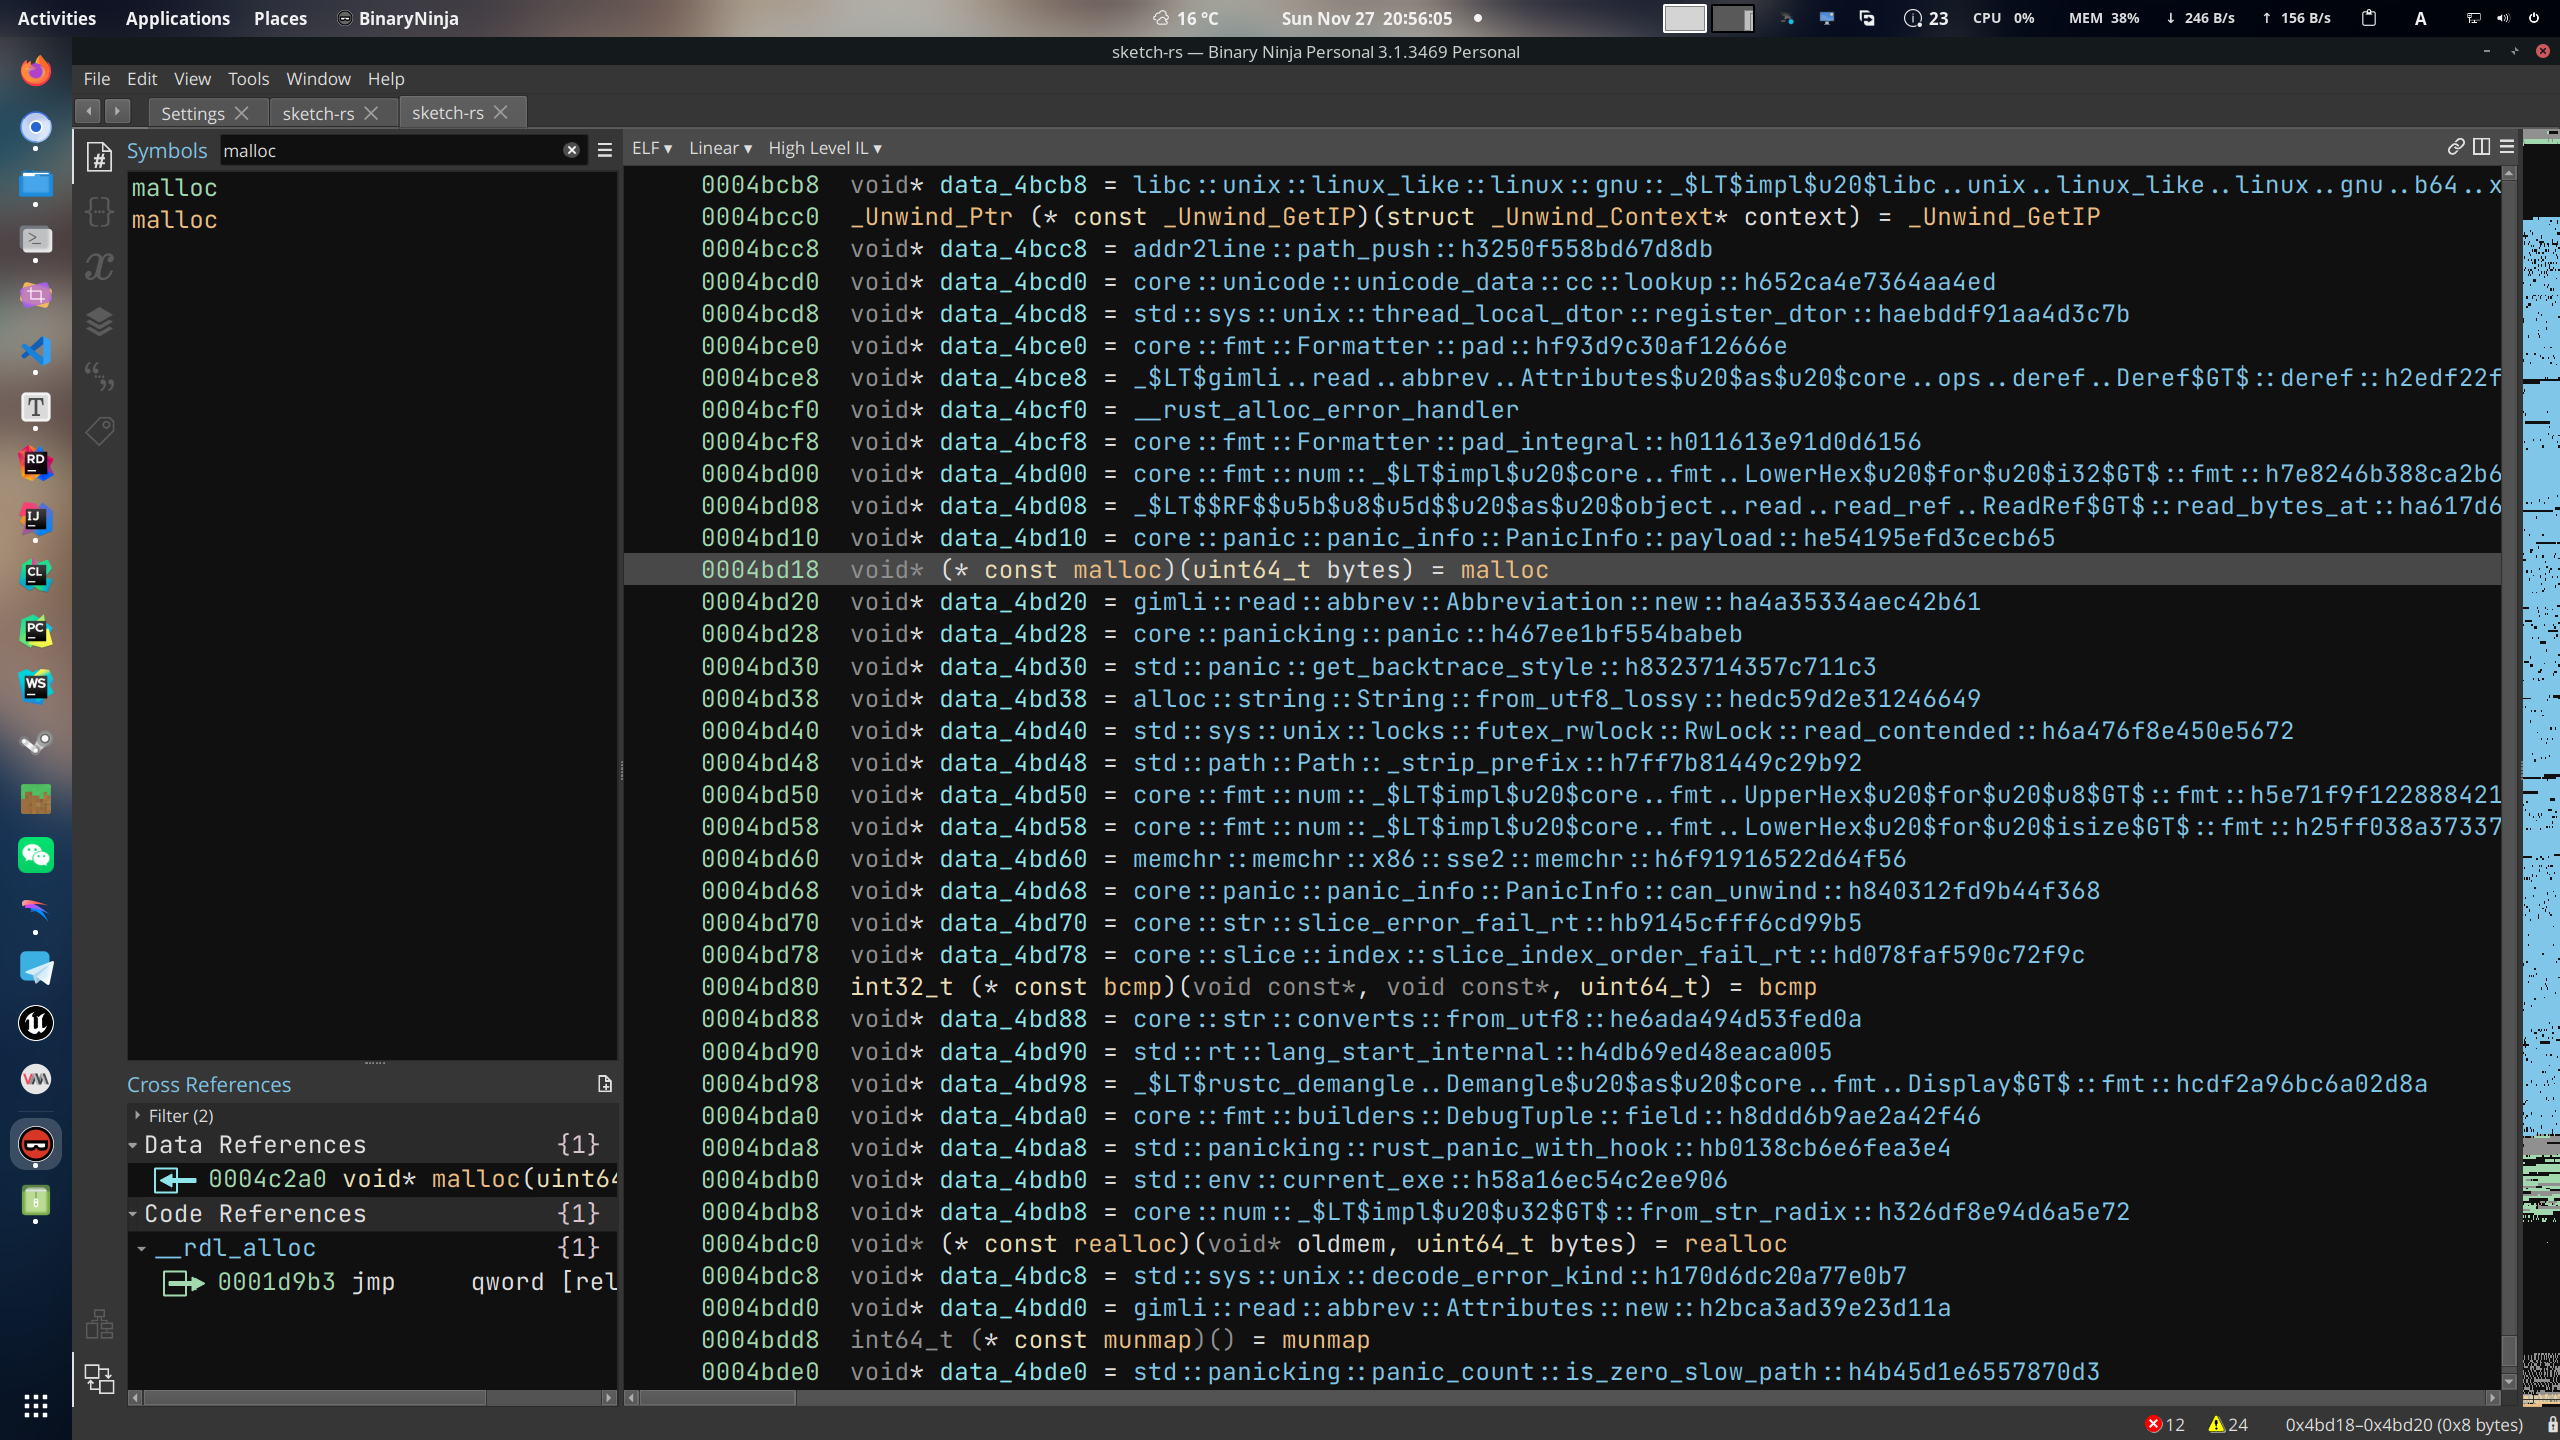 Activities Applications Places BinaryNinja 16 °C Sun Nov 27 20:56:05 23 CPU 0% MEM 38% ↓ 246 B/s ↑ 156 B/s A
sketch-rs — Binary Ninja Personal 3.1.3469 Personal
File Edit View Tools Window Help
Settings sketch-rs sketch-rs
Symbols malloc
malloc
malloc
ELF ▾ Linear ▾ High Level IL ▾
0004bcb8 void* data_4bcb8 = libc::unix::linux_like::linux::gnu::_$LT$impl$u20$libc..unix..linux_like..linux..gnu..b64..x
0004bcc0 _Unwind_Ptr (* const _Unwind_GetIP)(struct _Unwind_Context* context) = _Unwind_GetIP
0004bcc8 void* data_4bcc8 = addr2line::path_push::h3250f558bd67d8db
0004bcd0 void* data_4bcd0 = core::unicode::unicode_data::cc::lookup::h652ca4e7364aa4ed
0004bcd8 void* data_4bcd8 = std::sys::unix::thread_local_dtor::register_dtor::haebddf91aa4d3c7b
0004bce0 void* data_4bce0 = core::fmt::Formatter::pad::hf93d9c30af12666e
0004bce8 void* data_4bce8 = _$LT$gimli..read..abbrev..Attributes$u20$as$u20$core..ops..deref..Deref$GT$::deref::h2edf22f
0004bcf0 void* data_4bcf0 = __rust_alloc_error_handler
0004bcf8 void* data_4bcf8 = core::fmt::Formatter::pad_integral::h011613e91d0d6156
0004bd00 void* data_4bd00 = core::fmt::num::_$LT$impl$u20$core..fmt..LowerHex$u20$for$u20$i32$GT$::fmt::h7e8246b388ca2b6
0004bd08 void* data_4bd08 = _$LT$$RF$$u5b$u8$u5d$$u20$as$u20$object..read..read_ref..ReadRef$GT$::read_bytes_at::ha617d6
0004bd10 void* data_4bd10 = core::panic::panic_info::PanicInfo::payload::he54195efd3cecb65
0004bd18 void* (* const malloc)(uint64_t bytes) = malloc
0004bd20 void* data_4bd20 = gimli::read::abbrev::Abbreviation::new::ha4a35334aec42b61
0004bd28 void* data_4bd28 = core::panicking::panic::h467ee1bf554babeb
0004bd30 void* data_4bd30 = std::panic::get_backtrace_style::h8323714357c711c3
0004bd38 void* data_4bd38 = alloc::string::String::from_utf8_lossy::hedc59d2e31246649
0004bd40 void* data_4bd40 = std::sys::unix::locks::futex_rwlock::RwLock::read_contended::h6a476f8e450e5672
0004bd48 void* data_4bd48 = std::path::Path::_strip_prefix::h7ff7b81449c29b92
0004bd50 void* data_4bd50 = core::fmt::num::_$LT$impl$u20$core..fmt..UpperHex$u20$for$u20$u8$GT$::fmt::h5e71f9f122888421
0004bd58 void* data_4bd58 = core::fmt::num::_$LT$impl$u20$core..fmt..LowerHex$u20$for$u20$isize$GT$::fmt::h25ff038a37337
0004bd60 void* data_4bd60 = memchr::memchr::x86::sse2::memchr::h6f91916522d64f56
0004bd68 void* data_4bd68 = core::panic::panic_info::PanicInfo::can_unwind::h840312fd9b44f368
0004bd70 void* data_4bd70 = core::str::slice_error_fail_rt::hb9145cfff6cd99b5
0004bd78 void* data_4bd78 = core::slice::index::slice_index_order_fail_rt::hd078faf590c72f9c
0004bd80 int32_t (* const bcmp)(void const*, void const*, uint64_t) = bcmp
0004bd88 void* data_4bd88 = core::str::converts::from_utf8::he6ada494d53fed0a
0004bd90 void* data_4bd90 = std::rt::lang_start_internal::h4db69ed48eaca005
0004bd98 void* data_4bd98 = _$LT$rustc_demangle..Demangle$u20$as$u20$core..fmt..Display$GT$::fmt::hcdf2a96bc6a02d8a
0004bda0 void* data_4bda0 = core::fmt::builders::DebugTuple::field::h8ddd6b9ae2a42f46
0004bda8 void* data_4bda8 = std::panicking::rust_panic_with_hook::hb0138cb6e6fea3e4
0004bdb0 void* data_4bdb0 = std::env::current_exe::h58a16ec54c2ee906
0004bdb8 void* data_4bdb8 = core::num::_$LT$impl$u20$u32$GT$::from_str_radix::h326df8e94d6a5e72
0004bdc0 void* (* const realloc)(void* oldmem, uint64_t bytes) = realloc
0004bdc8 void* data_4bdc8 = std::sys::unix::decode_error_kind::h170d6dc20a77e0b7
0004bdd0 void* data_4bdd0 = gimli::read::abbrev::Attributes::new::h2bca3ad39e23d11a
0004bdd8 int64_t (* const munmap)() = munmap
0004bde0 void* data_4bde0 = std::panicking::panic_count::is_zero_slow_path::h4b45d1e6557870d3
Cross References
Filter (2)
Data References {1}
0004c2a0 void* malloc(uint64
Code References {1}
__rdl_alloc {1}
0001d9b3 jmp qword [rel
12 24 0x4bd18–0x4bd20 (0x8 bytes)
T
RD
IJ
CL
PC
WS